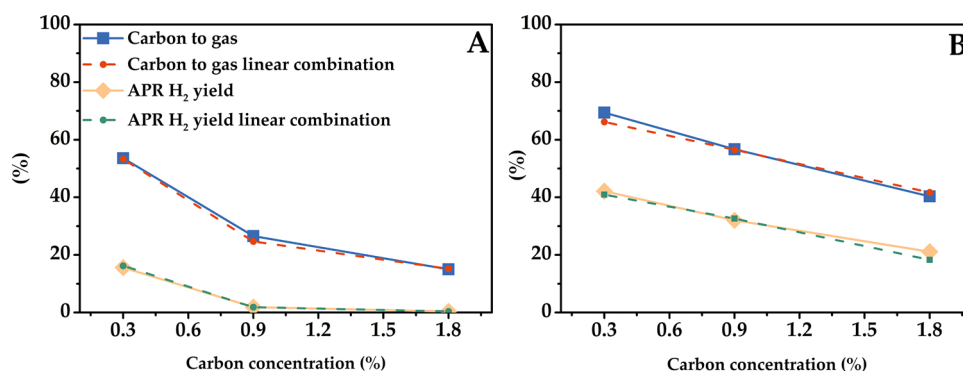 100
80
60
40
20
0
(%)
A
Carbon to gas
Carbon to gas linear combination
APR H₂ yield
APR H₂ yield linear combination
0.3 0.6 0.9 1.2 1.5 1.8
Carbon concentration (%)
100
80
60
40
20
0
(%)
B
0.3 0.6 0.9 1.2 1.5 1.8
Carbon concentration (%)